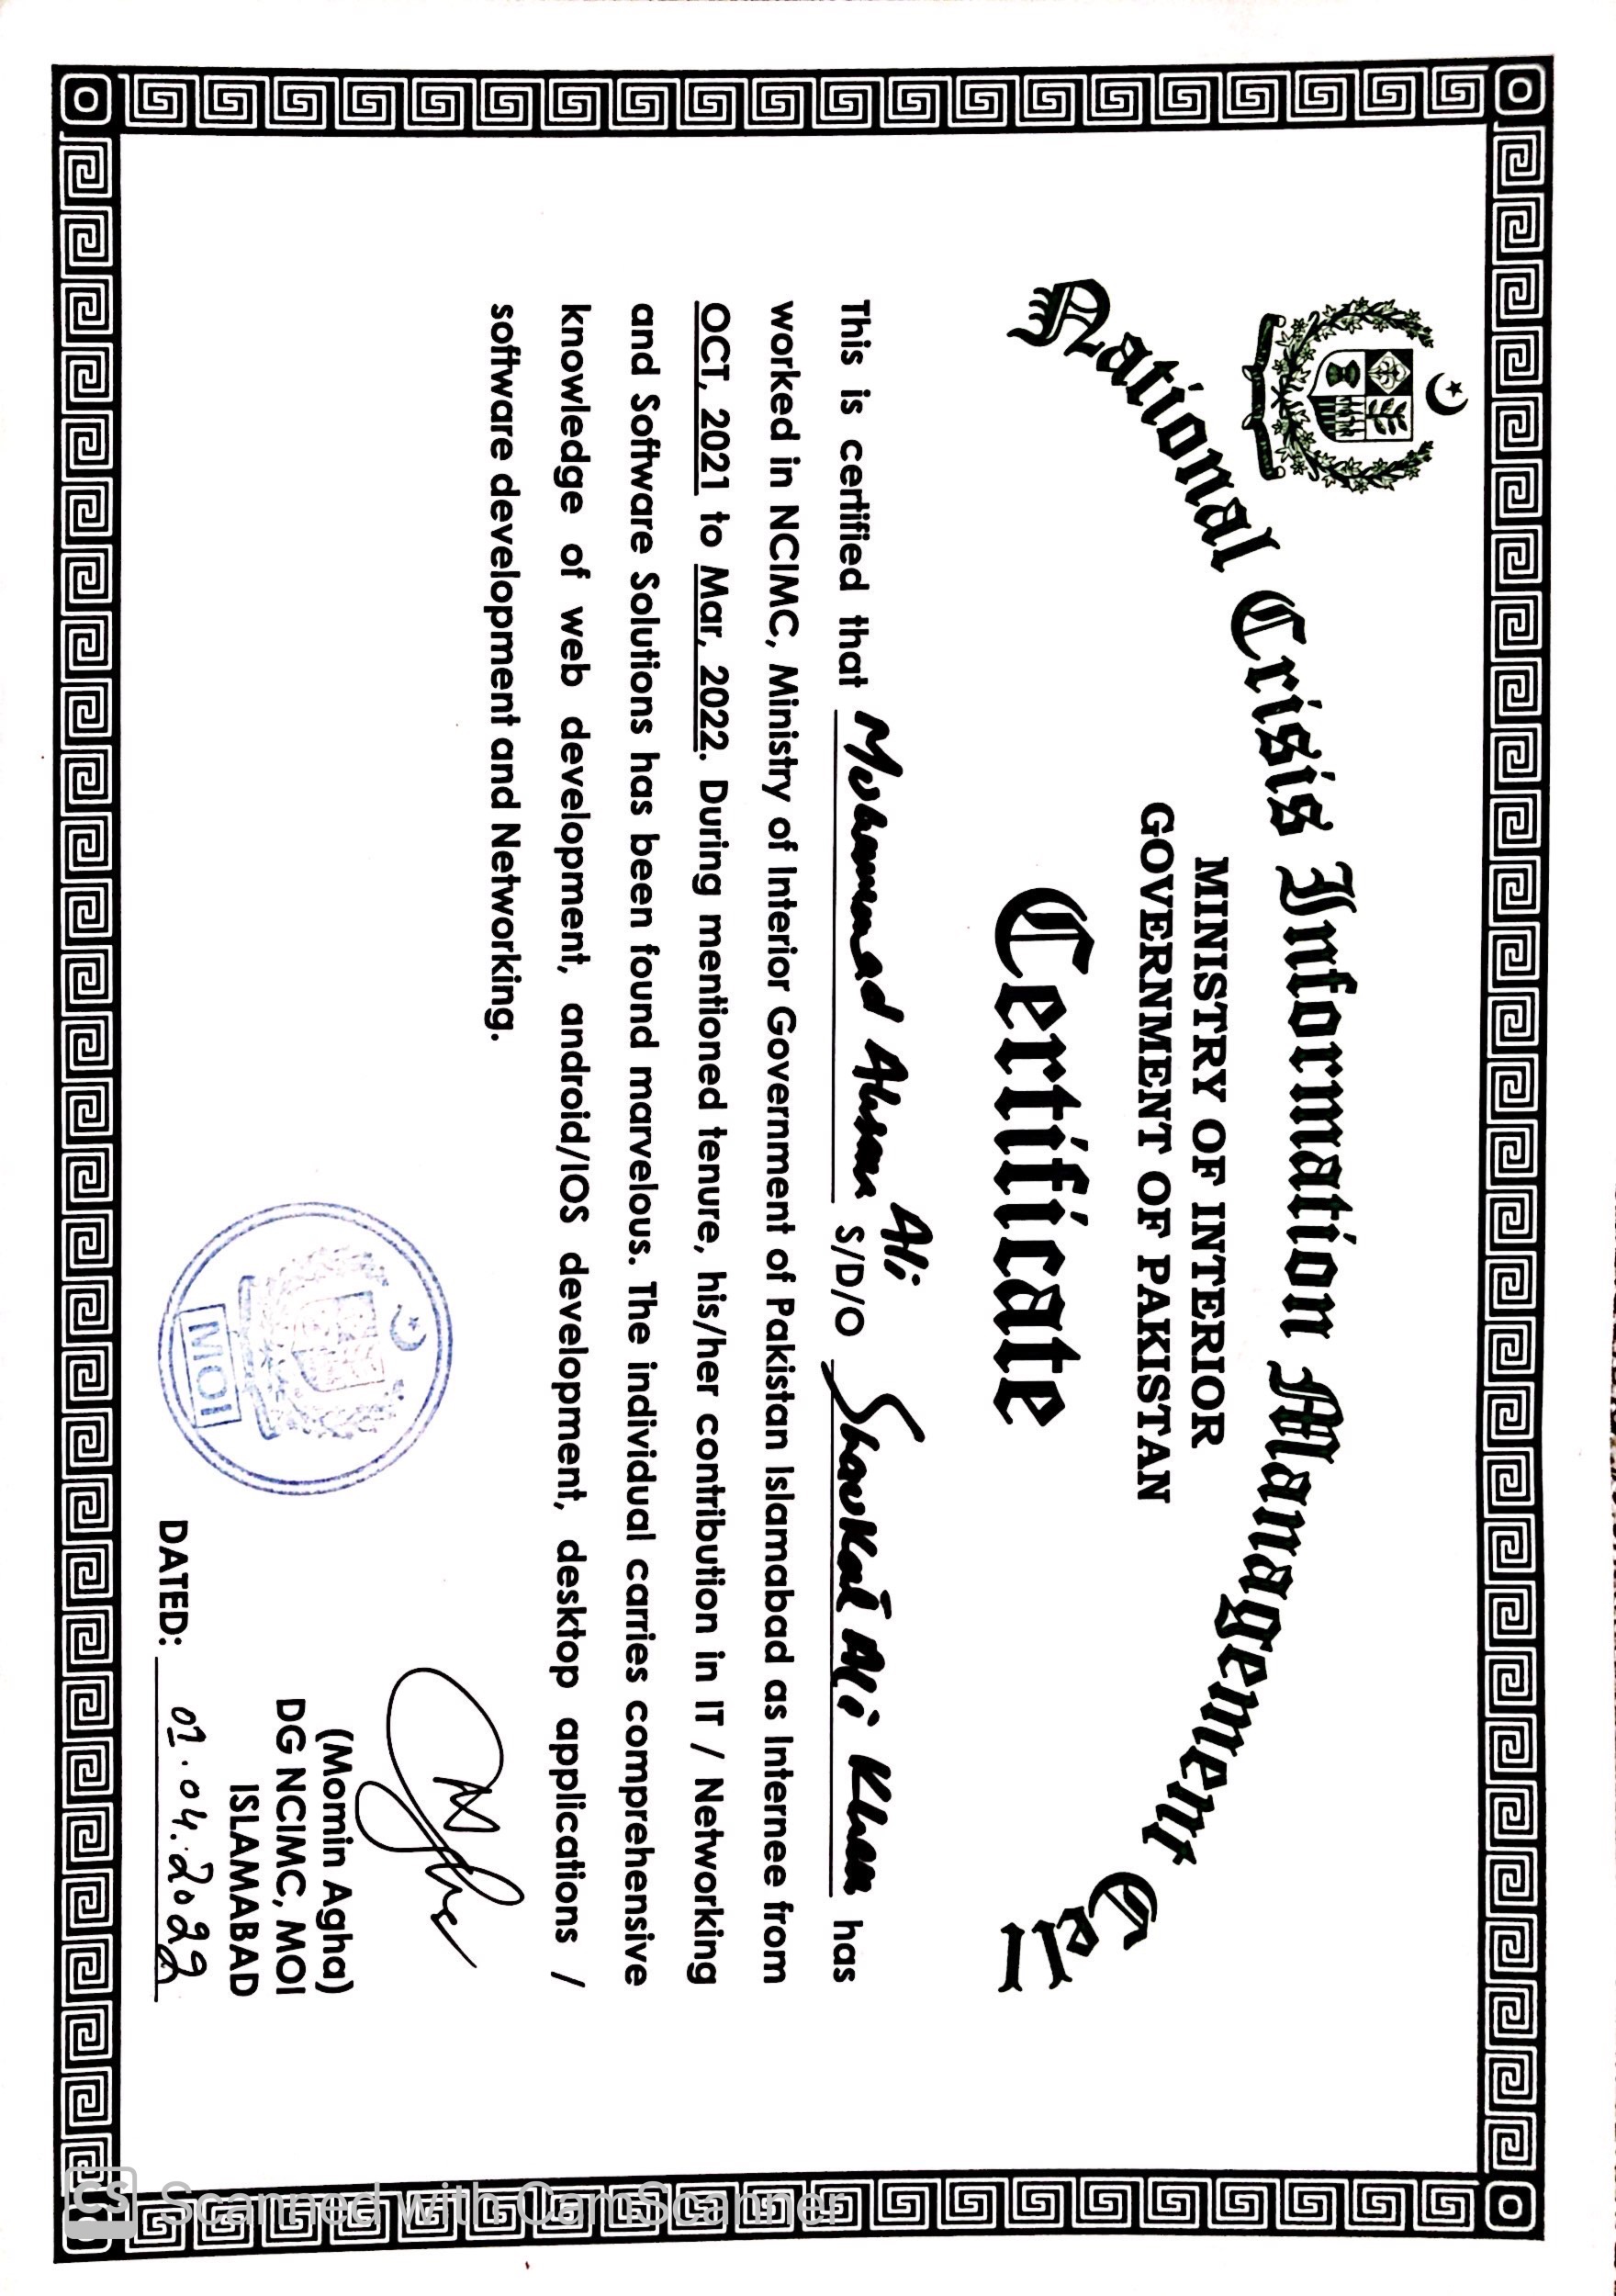 National Crisis Information Management Cell
MINISTRY OF INTERIOR
GOVERNMENT OF PAKISTAN
Certificate
This is certified that Mohammad Ahsan Ali S/D/O Shaukat Ali Khan has
worked in NCIMC, Ministry of Interior Government of Pakistan Islamabad as Internee from
OCT, 2021 to Mar, 2022. During mentioned tenure, his/her contribution in IT / Networking
and Software Solutions has been found marvelous. The individual carries comprehensive
knowledge of web development, android/IOS development, desktop applications /
software development and Networking.
MOI
(Momin Agha)
DG NCIMC, MOI
ISLAMABAD
DATED: 01.04.2022
CS Scanned with CamScanner